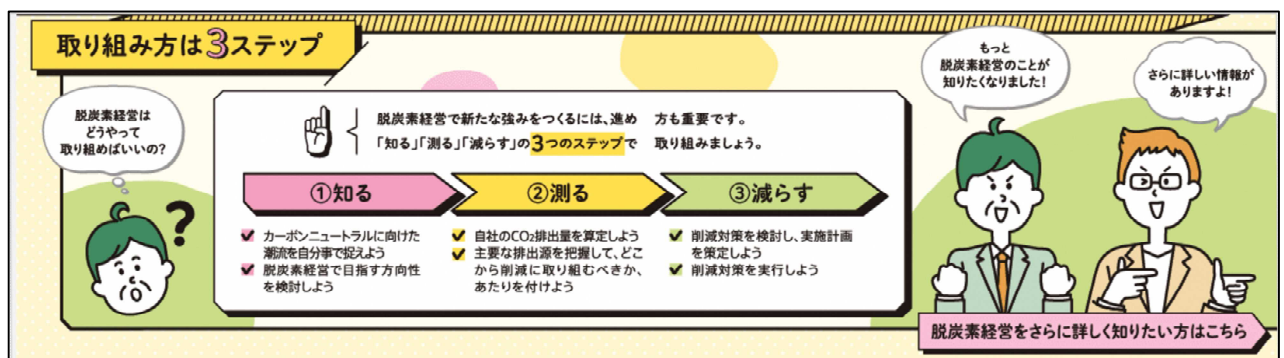 取り組み方は3ステップ
脱炭素経営は
どうやって
取り組めばいいの?
?
脱炭素経営で新たな強みをつくるには、進め 方も重要です。
「知る」「測る」「減らす」の3つのステップで 取り組みましょう。
①知る
カーボンニュートラルに向けた
潮流を自分事で捉えよう
脱炭素経営で目指す方向性
を検討しよう
②測る
自社のCO₂排出量を算定しよう
主要な排出源を把握して、どこ
から削減に取り組むべきか、
あたりを付けよう
③減らす
削減対策を検討し、実施計画
を策定しよう
削減対策を実行しよう
もっと
脱炭素経営のことが
知りたくなりました!
さらに詳しい情報が
ありますよ!
脱炭素経営をさらに詳しく知りたい方はこちら